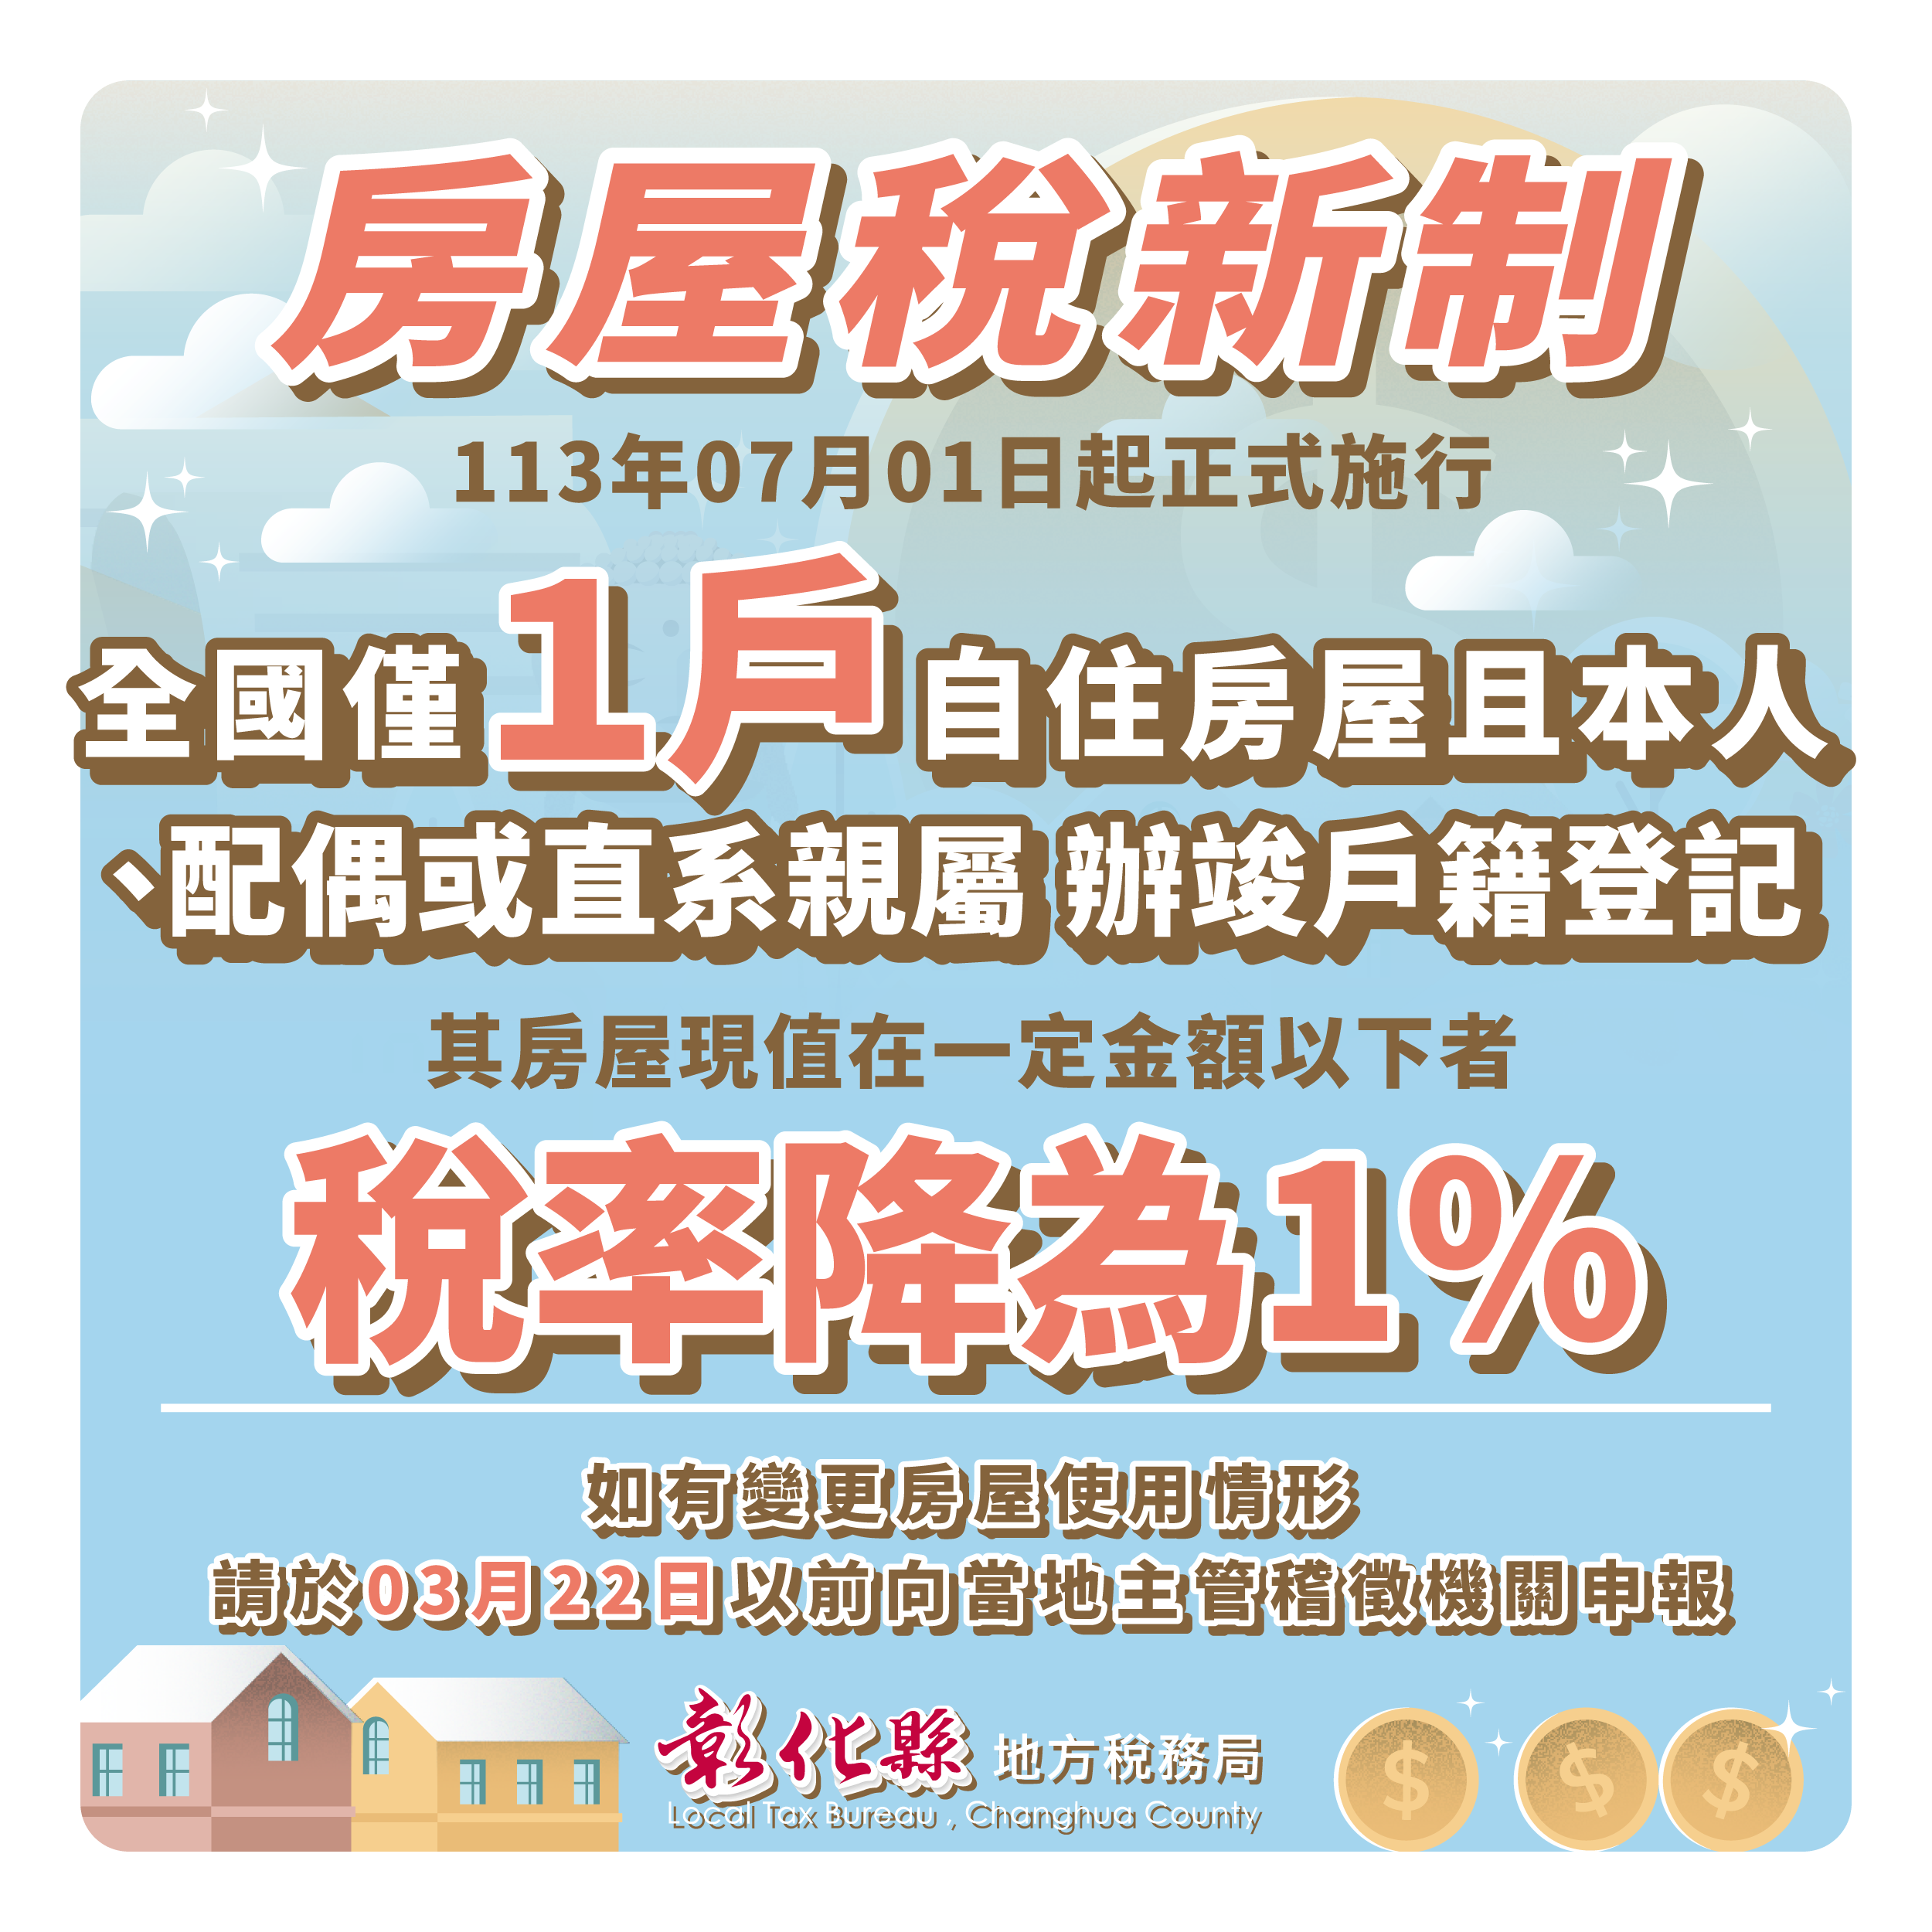 房屋稅新制
113年07月01日起正式施行
全國僅1戶自住房屋且本人
、配偶或直系親屬 辦竣戶籍登記
其房屋現值在一定金額以下者
稅率降為1%
如有變更房屋使用情形
請於03月22日以前向當地主管稽徵機關申報
彰化縣 地方稅務局
Local Tax Bureau , Changhua County